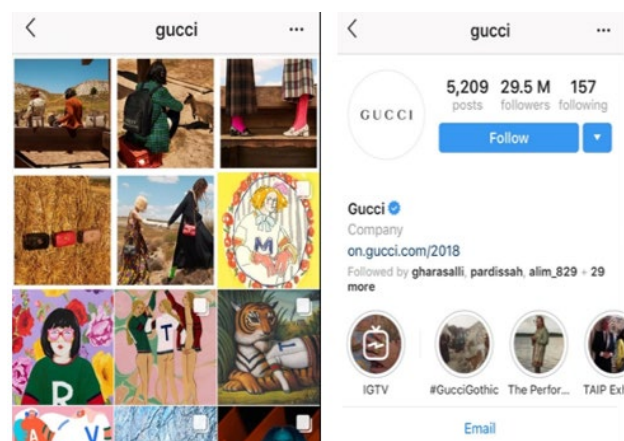 gucci
M
T
R
A
V
gucci
GUCCI
5,209 29.5 M 157
posts followers following
Follow
Gucci
Company
on.gucci.com/2018
Followed by gharasalli, pardissah, alim_829 + 29
more
IGTV #GucciGothic The Perfor... TAIP Exl
Email